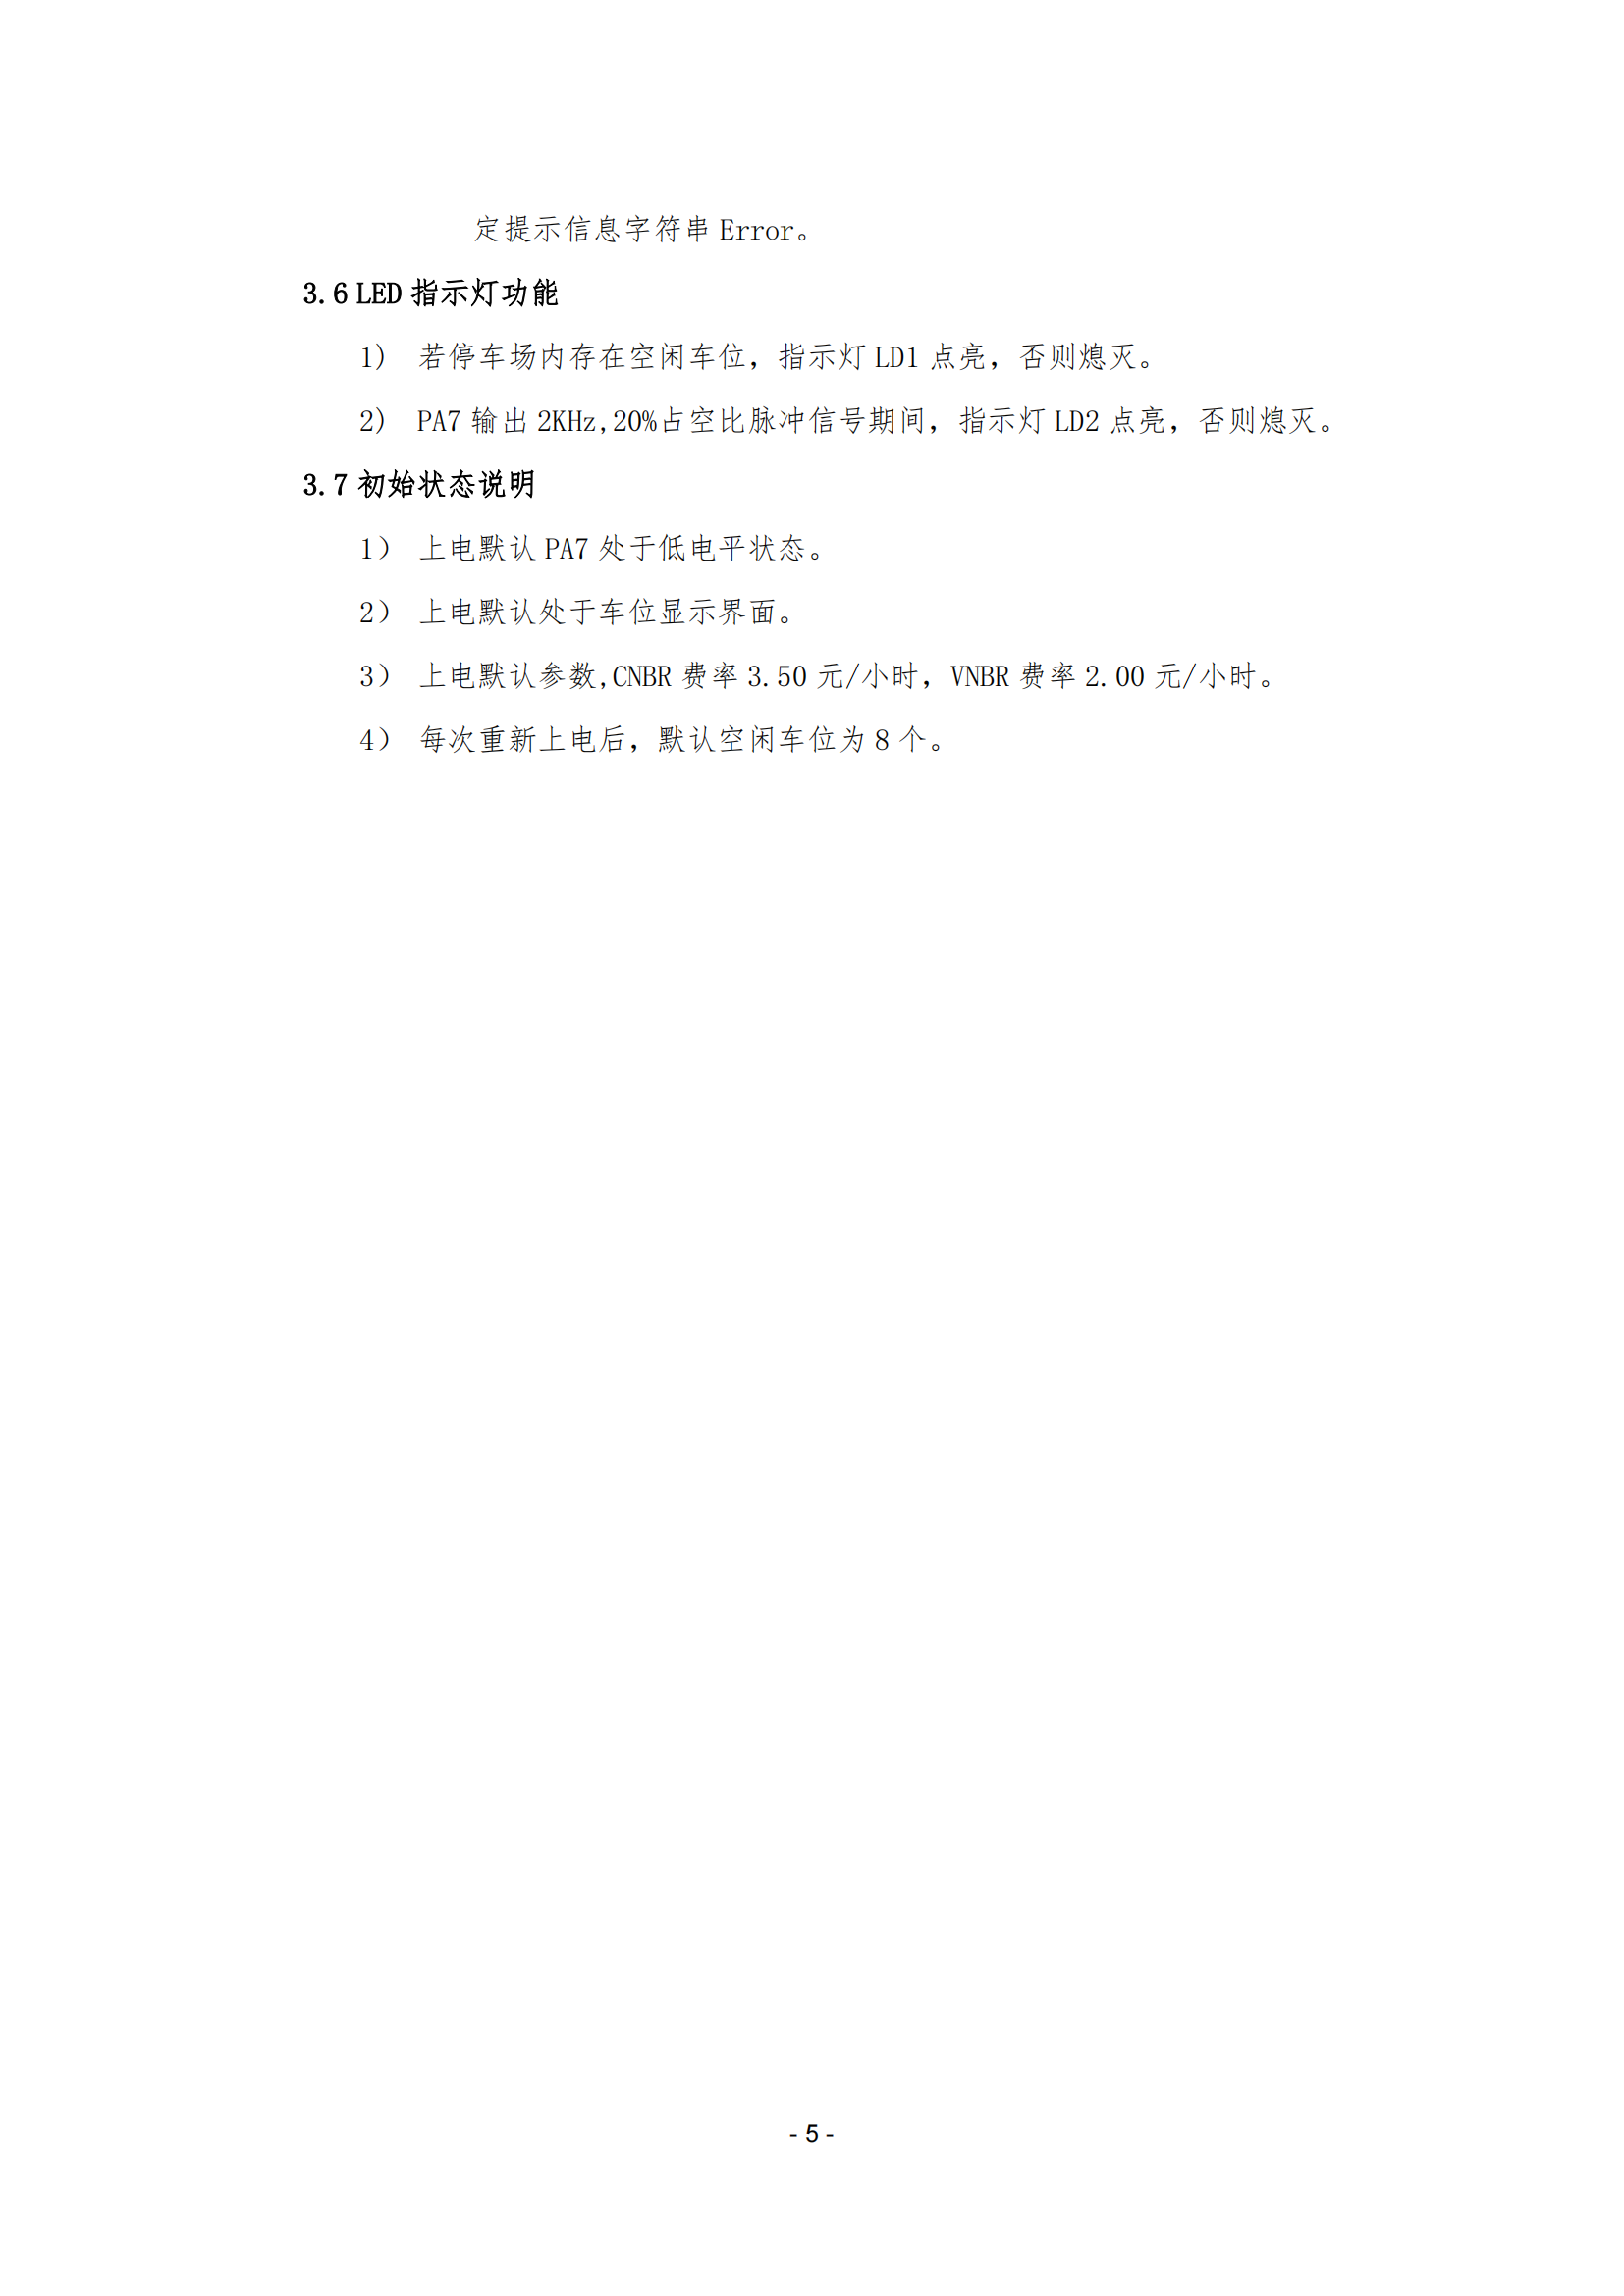 定提示信息字符串 Error。
3.6 LED 指示灯功能
1) 若停车场内存在空闲车位，指示灯 LD1 点亮，否则熄灭。
2) PA7 输出 2KHz,20%占空比脉冲信号期间，指示灯 LD2 点亮，否则熄灭。
3.7 初始状态说明
1） 上电默认 PA7 处于低电平状态。
2） 上电默认处于车位显示界面。
3） 上电默认参数,CNBR 费率 3.50 元/小时，VNBR 费率 2.00 元/小时。
4） 每次重新上电后，默认空闲车位为 8 个。
- 5 -